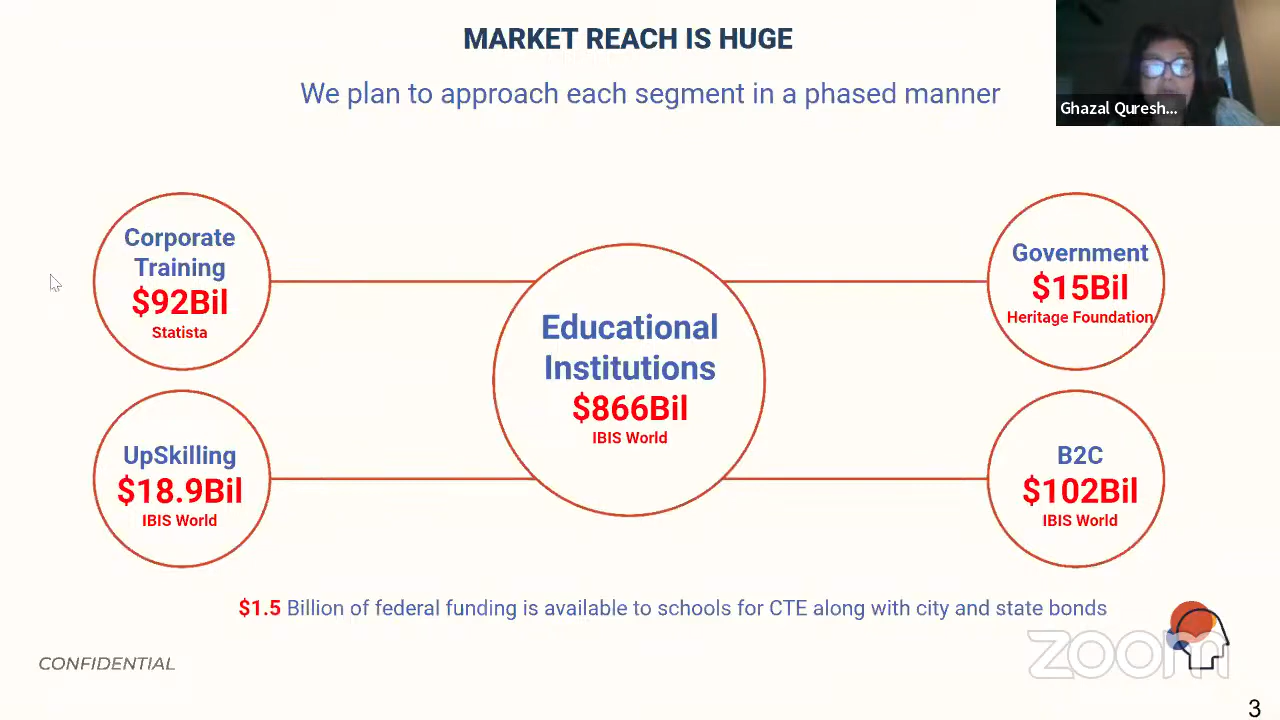 MARKET REACH IS HUGE
We plan to approach each segment in a phased manner
Ghazal Quresh...
Corporate
Training
$92Bil
Statista
UpSkilling
$18.9Bil
IBIS World
Educational
Institutions
$866Bil
IBIS World
Government
$15Bil
Heritage Foundation
B2C
$102Bil
IBIS World
$1.5 Billion of federal funding is available to schools for CTE along with city and state bonds
zoom
CONFIDENTIAL
3